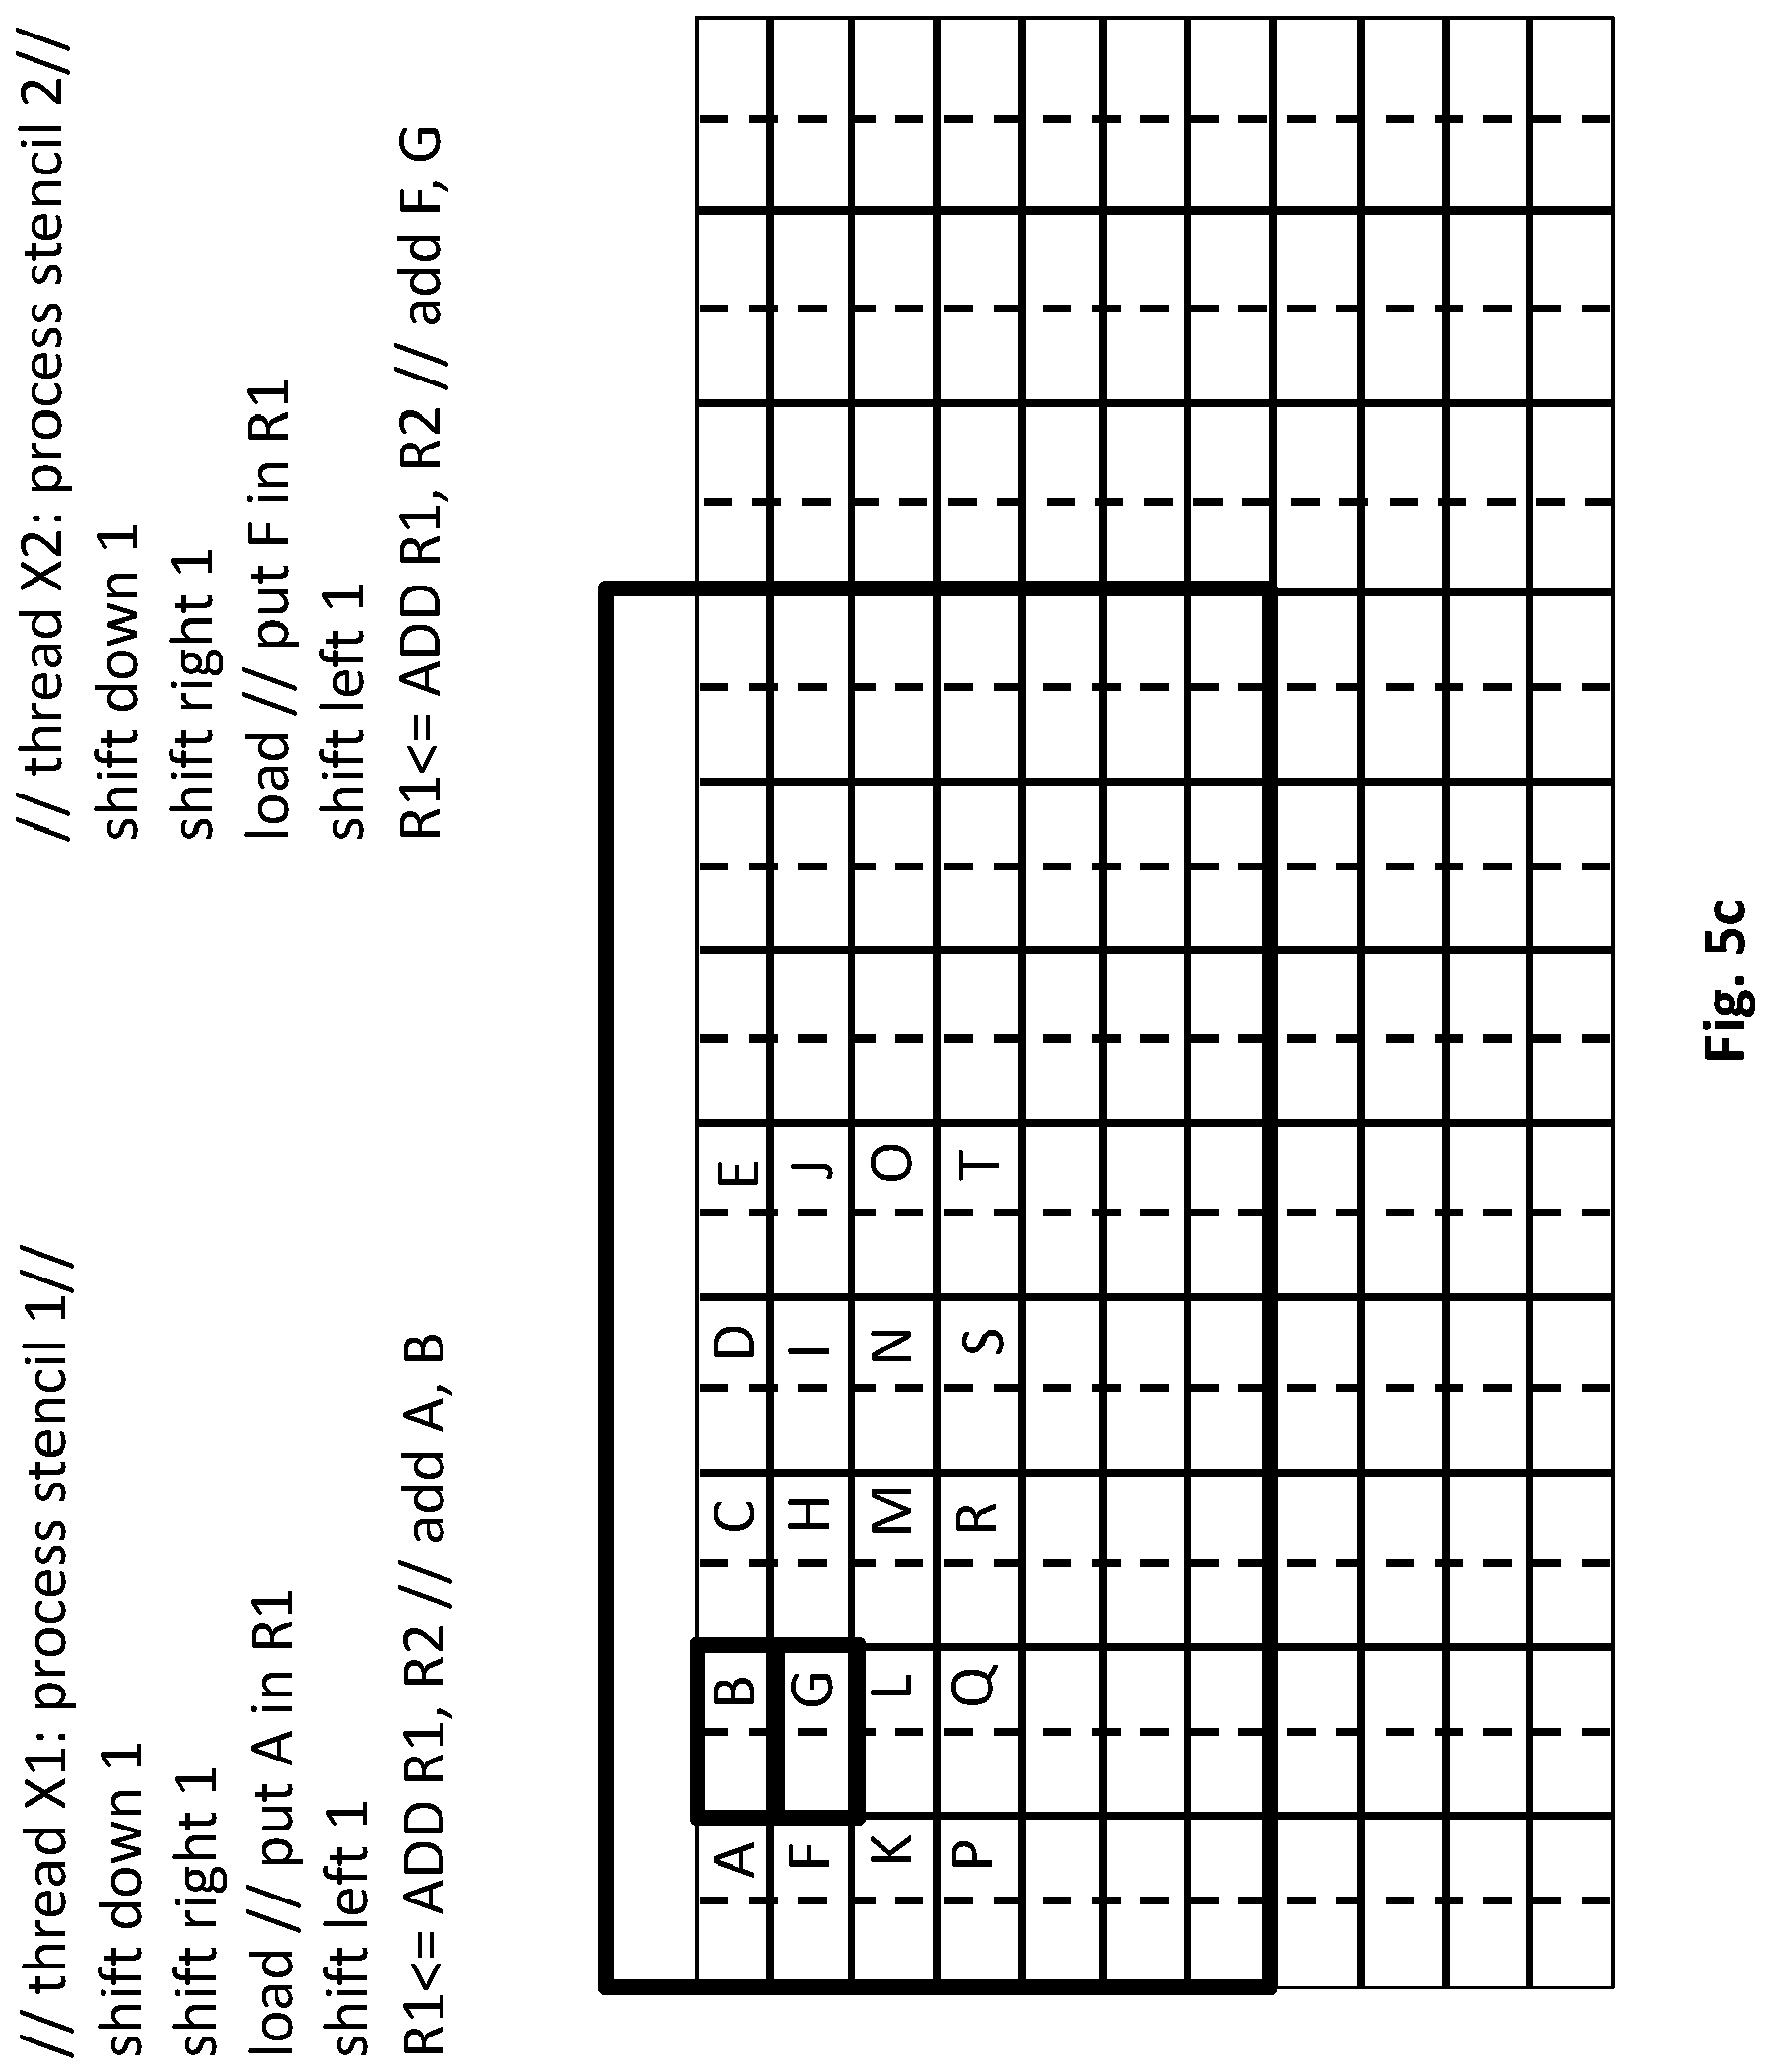 // thread X1: process stencil 1//
shift down 1
shift right 1
load // put A in R1
shift left 1
R1<= ADD R1, R2 // add A, B
// thread X2: process stencil 2//
shift down 1
shift right 1
load // put F in R1
shift left 1
R1<= ADD R1, R2 // add F, G
A B C D E
F G H I J
K L M N O
P Q R S T
Fig. 5c